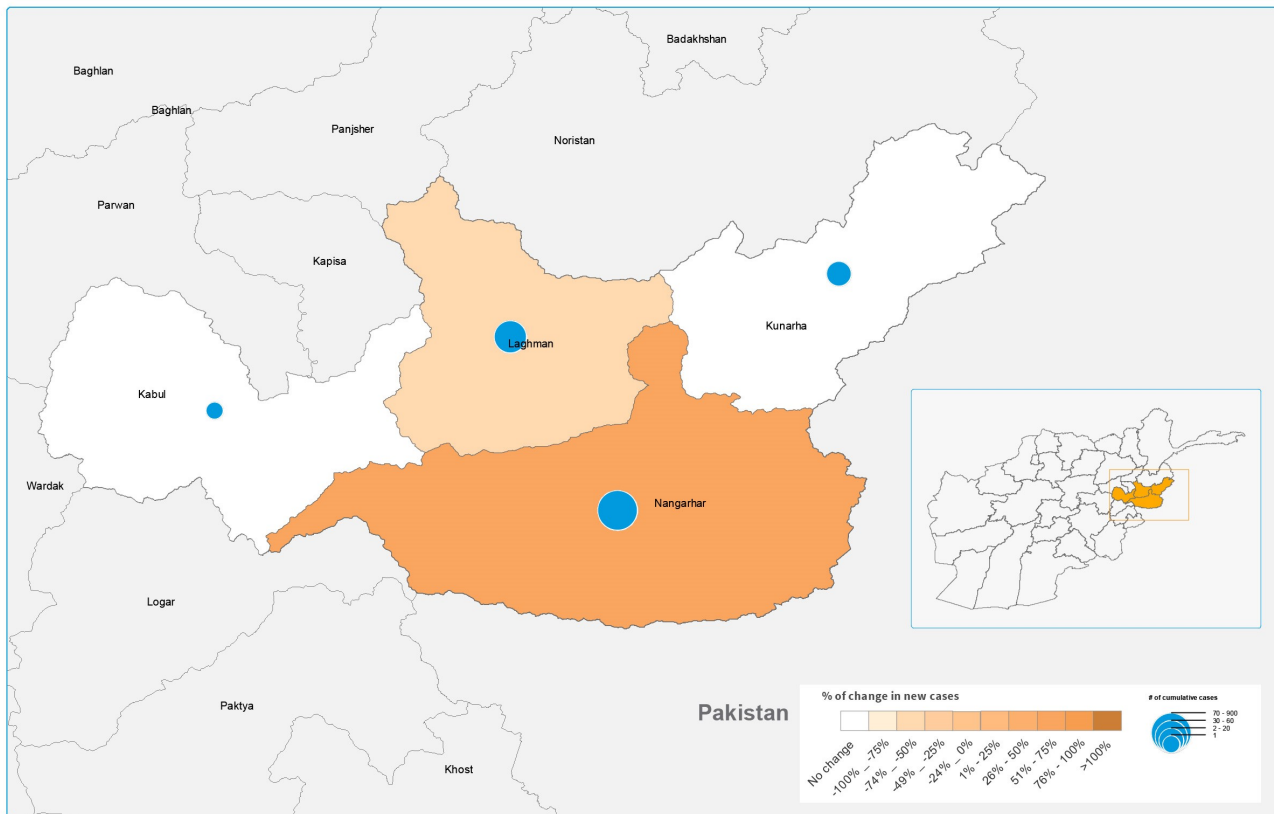 Badakhshan
Baghlan
Baghlan
Panjsher
Noristan
Parwan
Kapisa
Kunarha
Laghman
Kabul
Wardak
Nangarhar
Logar
Paktya
Pakistan
Khost
% of change in new cases
No change
-100% – -75%
-74% – -50%
-49% – -25%
-24% – 0%
1% - 25%
26% - 50%
51% - 75%
76% - 100%
>100%
# of cumulative cases
70 - 900
30 - 60
2 - 20
1